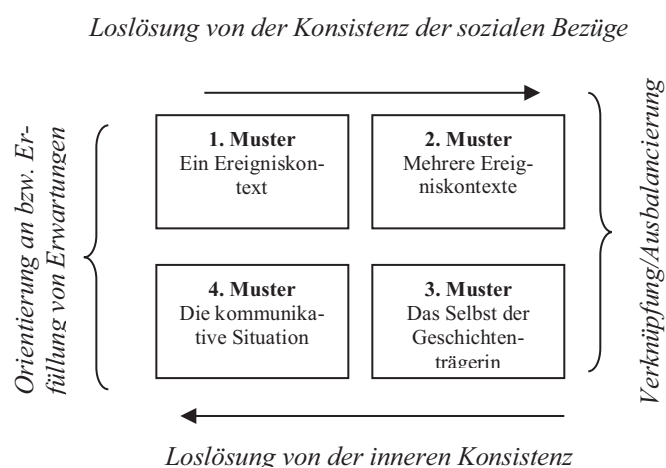 Loslösung von der Konsistenz der sozialen Bezüge
Orientierung an bzw. Er-
füllung von Erwartungen
1. Muster
Ein Ereigniskon-
text
2. Muster
Mehrere Ereig-
niskontexte
4. Muster
Die kommunika-
tive Situation
3. Muster
Das Selbst der
Geschichten-
trägerin
Verknüpfung/Ausbalancierung
Loslösung von der inneren Konsistenz